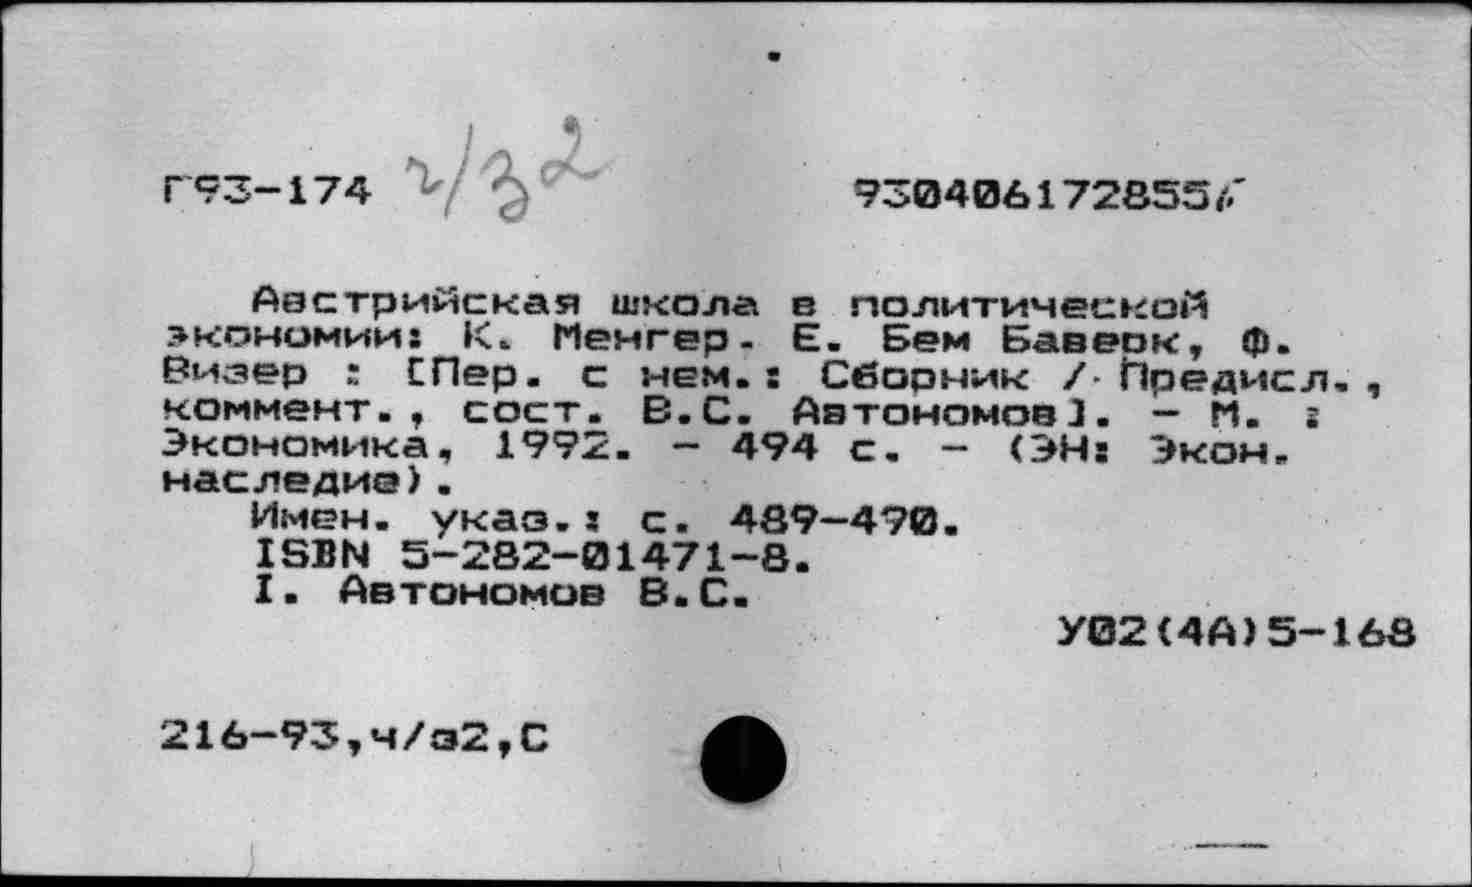 Г93-174 ч/з2 930406172855
Австрийская школа в политической
экономии: К. Менгер. Е. Бем Баверк, Ф.
Визер : [Пер. с нем.: Сборник / Предисл.,
коммент., сост. В.С. Автономов]. - М. :
Экономика, 1992. - 494 с. - (ЭН: Экон.
наследие).
Имен. указ.: с. 489-490.
ISBN 5-282-01471-8.
I. Автономов В.С.
У02(4А)5-168
216-93,ч/з2,С